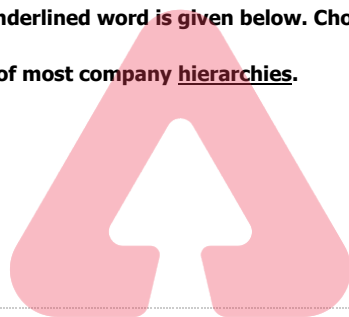 nderlined word is given below. Cho
of most company hierarchies.